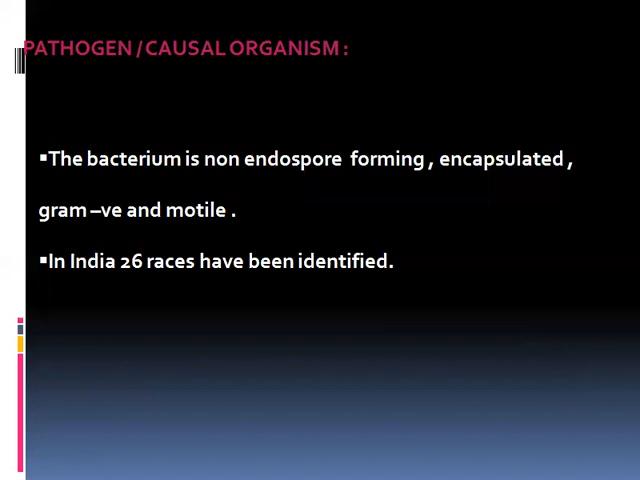 PATHOGEN / CAUSAL ORGANISM :
▪The bacterium is non endospore  forming , encapsulated ,
gram –ve and motile .
▪In India 26 races have been identified.